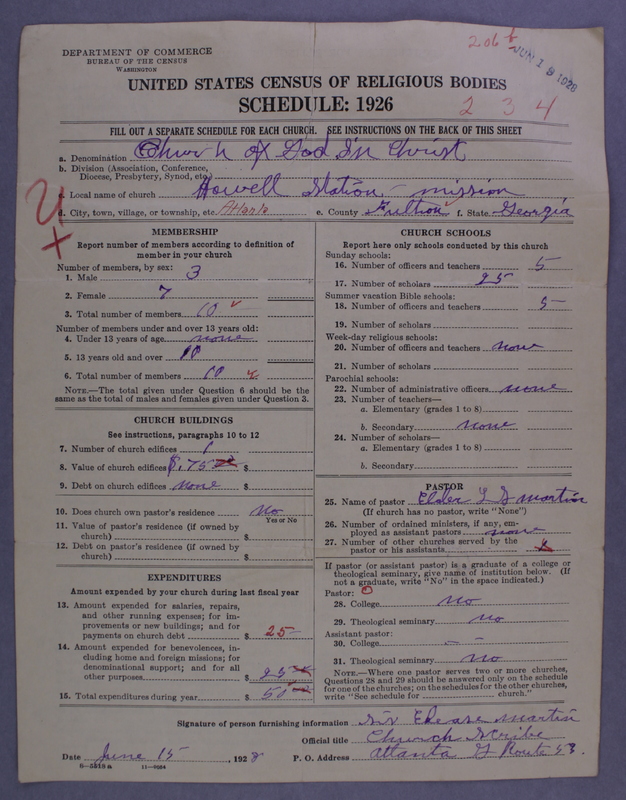 DEPARTMENT OF COMMERCE
BUREAU OF THE CENSUS
WASHINGTON
206
JUN 19 1928
UNITED STATES CENSUS OF RELIGIOUS BODIES
SCHEDULE: 1926
2 3 4
FILL OUT A SEPARATE SCHEDULE FOR EACH CHURCH. SEE INSTRUCTIONS ON THE BACK OF THIS SHEET
a. Denomination Church of God In Christ
b. Division (Association, Conference, Diocese, Presbytery, Synod, etc.)
c. Local name of church Howell Station - mission
d. City, town, village, or township, etc. Atlanta e. County Fultion f. State Georgia
MEMBERSHIP
Report number of members according to definition of member in your church
Number of members, by sex:
1. Male 3
2. Female 7
3. Total number of members 10
Number of members under and over 13 years old:
4. Under 13 years of age none
5. 13 years old and over 10
6. Total number of members 10
NOTE.—The total given under Question 6 should be the same as the total of males and females given under Question 3.
CHURCH BUILDINGS
See instructions, paragraphs 10 to 12
7. Number of church edifices 1
8. Value of church edifices $.75 $
9. Debt on church edifices none $
10. Does church own pastor's residence No
Yes or No
11. Value of pastor's residence (if owned by church) $
12. Debt on pastor's residence (if owned by church) $
EXPENDITURES
Amount expended by your church during last fiscal year
13. Amount expended for salaries, repairs, and other running expenses; for improvements or new buildings; and for payments on church debt $ 25-
14. Amount expended for benevolences, including home and foreign missions; for denominational support; and for all other purposes $ 25
15. Total expenditures during year $ 50
CHURCH SCHOOLS
Report here only schools conducted by this church
Sunday schools:
16. Number of officers and teachers 5
17. Number of scholars 25
Summer vacation Bible schools:
18. Number of officers and teachers 5-
19. Number of scholars
Week-day religious schools:
20. Number of officers and teachers none
21. Number of scholars
Parochial schools:
22. Number of administrative officers none
23. Number of teachers—
a. Elementary (grades 1 to 8)
b. Secondary none
24. Number of scholars—
a. Elementary (grades 1 to 8)
b. Secondary
PASTOR
25. Name of pastor Elder L S Martin
(If church has no pastor, write "None")
26. Number of ordained ministers, if any, employed as assistant pastors none
27. Number of other churches served by the pastor or his assistants
If pastor (or assistant pastor) is a graduate of a college or theological seminary, give name of institution below. (If not a graduate, write "No" in the space indicated.)
Pastor: 0
28. College no
29. Theological seminary no
Assistant pastor:
30. College - -
31. Theological seminary no
NOTE.—Where one pastor serves two or more churches, Questions 28 and 29 should be answered only on the schedule for one of the churches; on the schedules for the other churches, write "See schedule for church."
Signature of person furnishing information Martin
Official title Church Scribe
Date June 15, 1928 P. O. Address Atlanta G Route 53.
8-5518a 11-9084